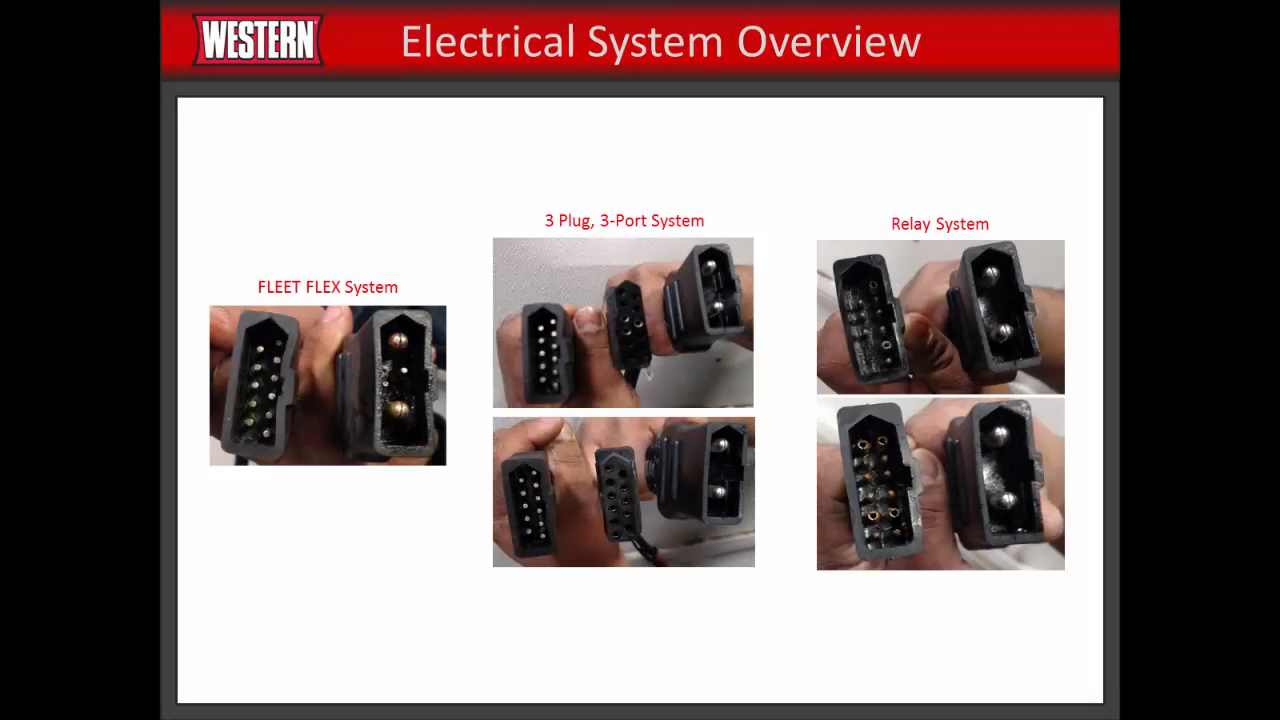 WESTERN
Electrical System Overview
3 Plug, 3-Port System
Relay System
FLEET FLEX System